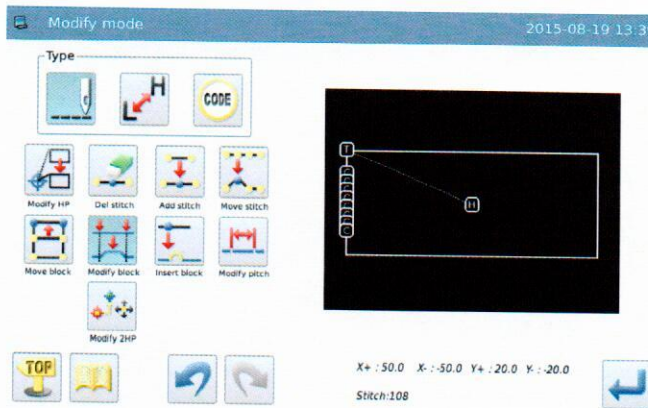 Modify mode
2015-08-19 13:3
Type
L H
CODE
Modify HP
Del stitch
Add stitch
Move stitch
Move block
Modify block
Insert block
Modify pitch
Modify 2HP
TOP
T
H
C
X+ : 50.0 X- : -50.0 Y+ : 20.0 Y- : -20.0
Stitch:108